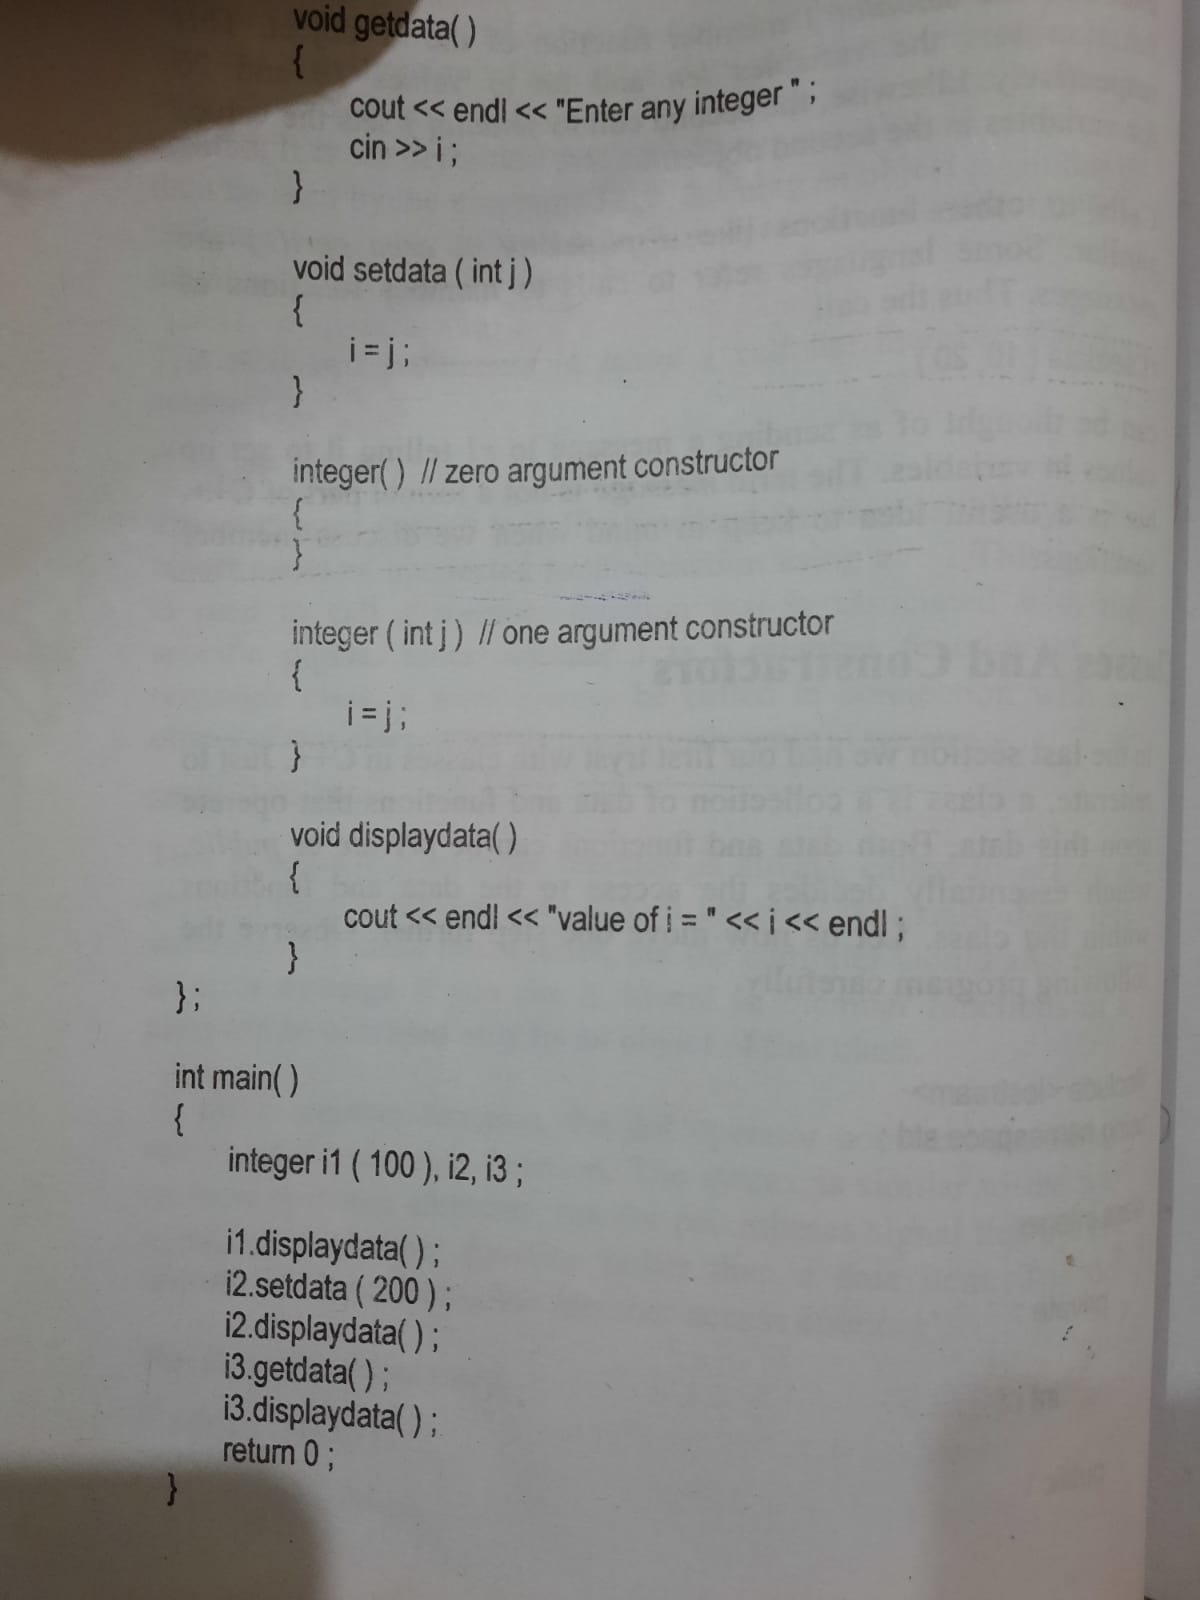 void getdata( )
{
cout << endl << "Enter any integer " ;
cin >> i ;
}
void setdata ( int j )
{
i = j ;
}
integer( ) // zero argument constructor
{
}
integer ( int j ) // one argument constructor
{
i = j ;
}
void displaydata( )
{
cout << endl << "value of i = " << i << endl ;
}
} ;
int main( )
{
integer i1 ( 100 ), i2, i3 ;
i1.displaydata( ) ;
i2.setdata ( 200 ) ;
i2.displaydata( ) ;
i3.getdata( ) ;
i3.displaydata( ) ;
return 0 ;
}